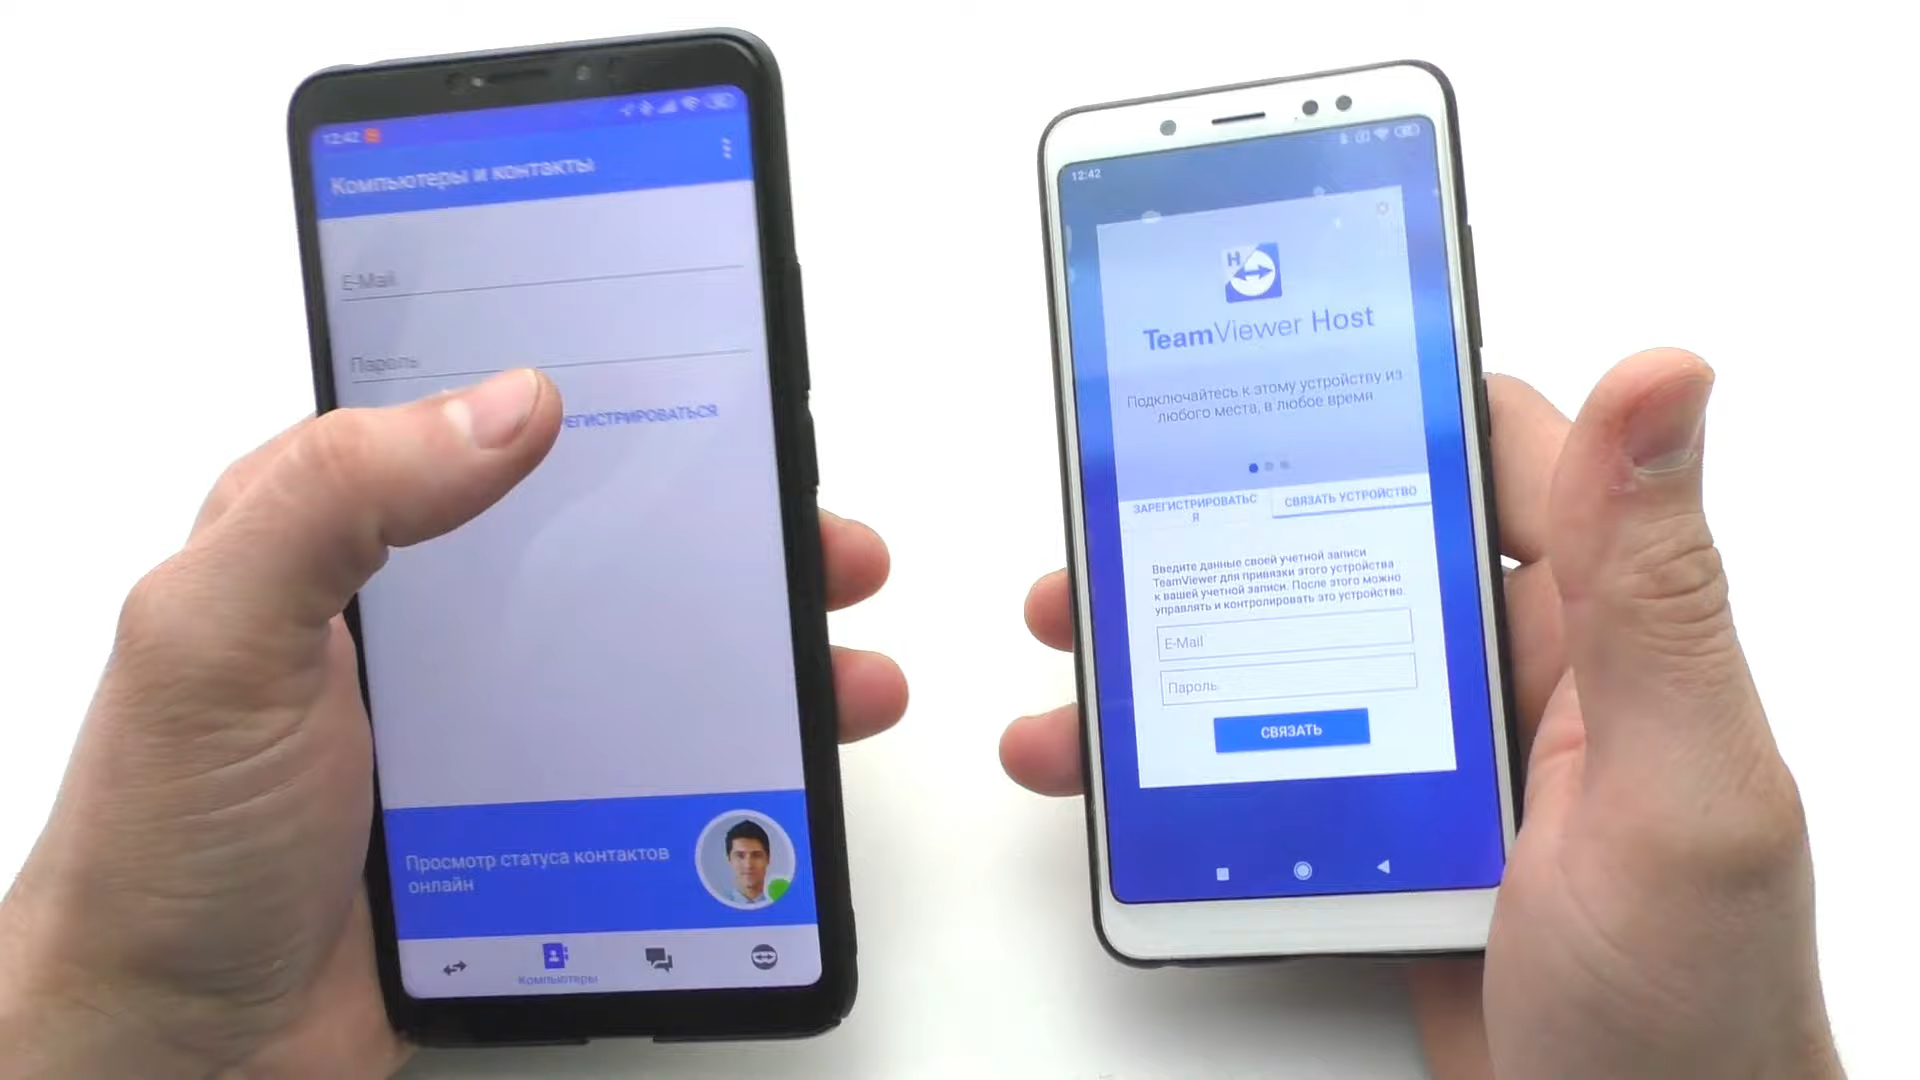 12:42
Компьютеры и контакты
E-Mail
Пароль
РЕГИСТРИРОВАТЬСЯ
Просмотр статуса контактов
онлайн
Компьютеры
12:42
H
TeamViewer Host
Подключайтесь к этому устройству из
любого места, в любое время
ЗАРЕГИСТРИРОВАТЬС
Я
СВЯЗАТЬ УСТРОЙСТВО
Введите данные своей учетной записи
TeamViewer для привязки этого устройства
к вашей учетной записи. После этого можно
управлять и контролировать это устройство.
E-Mail
Пароль
СВЯЗАТЬ